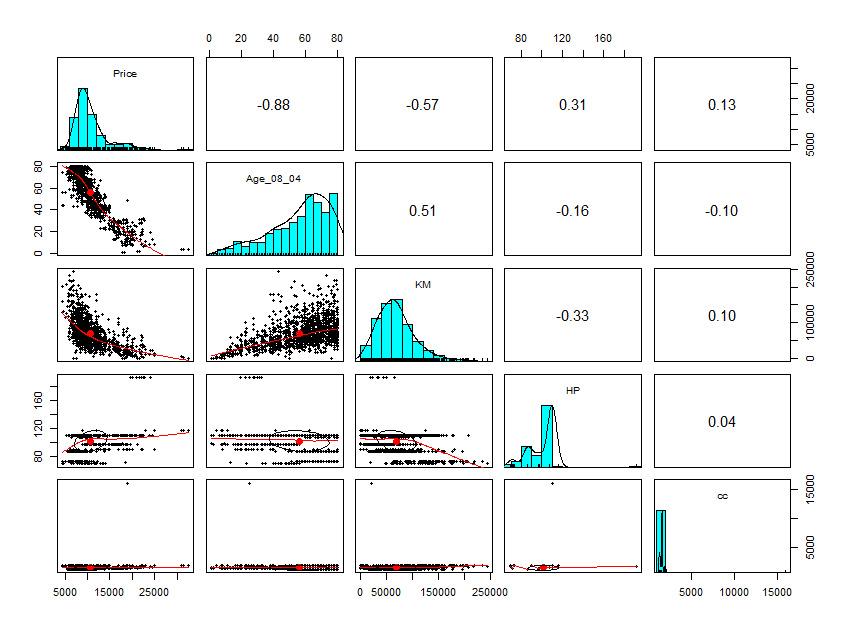 0 20 40 60 80 80 120 160
Price
-0.88
-0.57
0.31
0.13
5000 20000
0 20 40 60 80
Age_08_04
0.51
-0.16
-0.10
KM
-0.33
0.10
0 100000 250000
80 120 160
HP
0.04
cc
5000 15000
5000 15000 25000 0 50000 150000 250000 5000 10000 15000